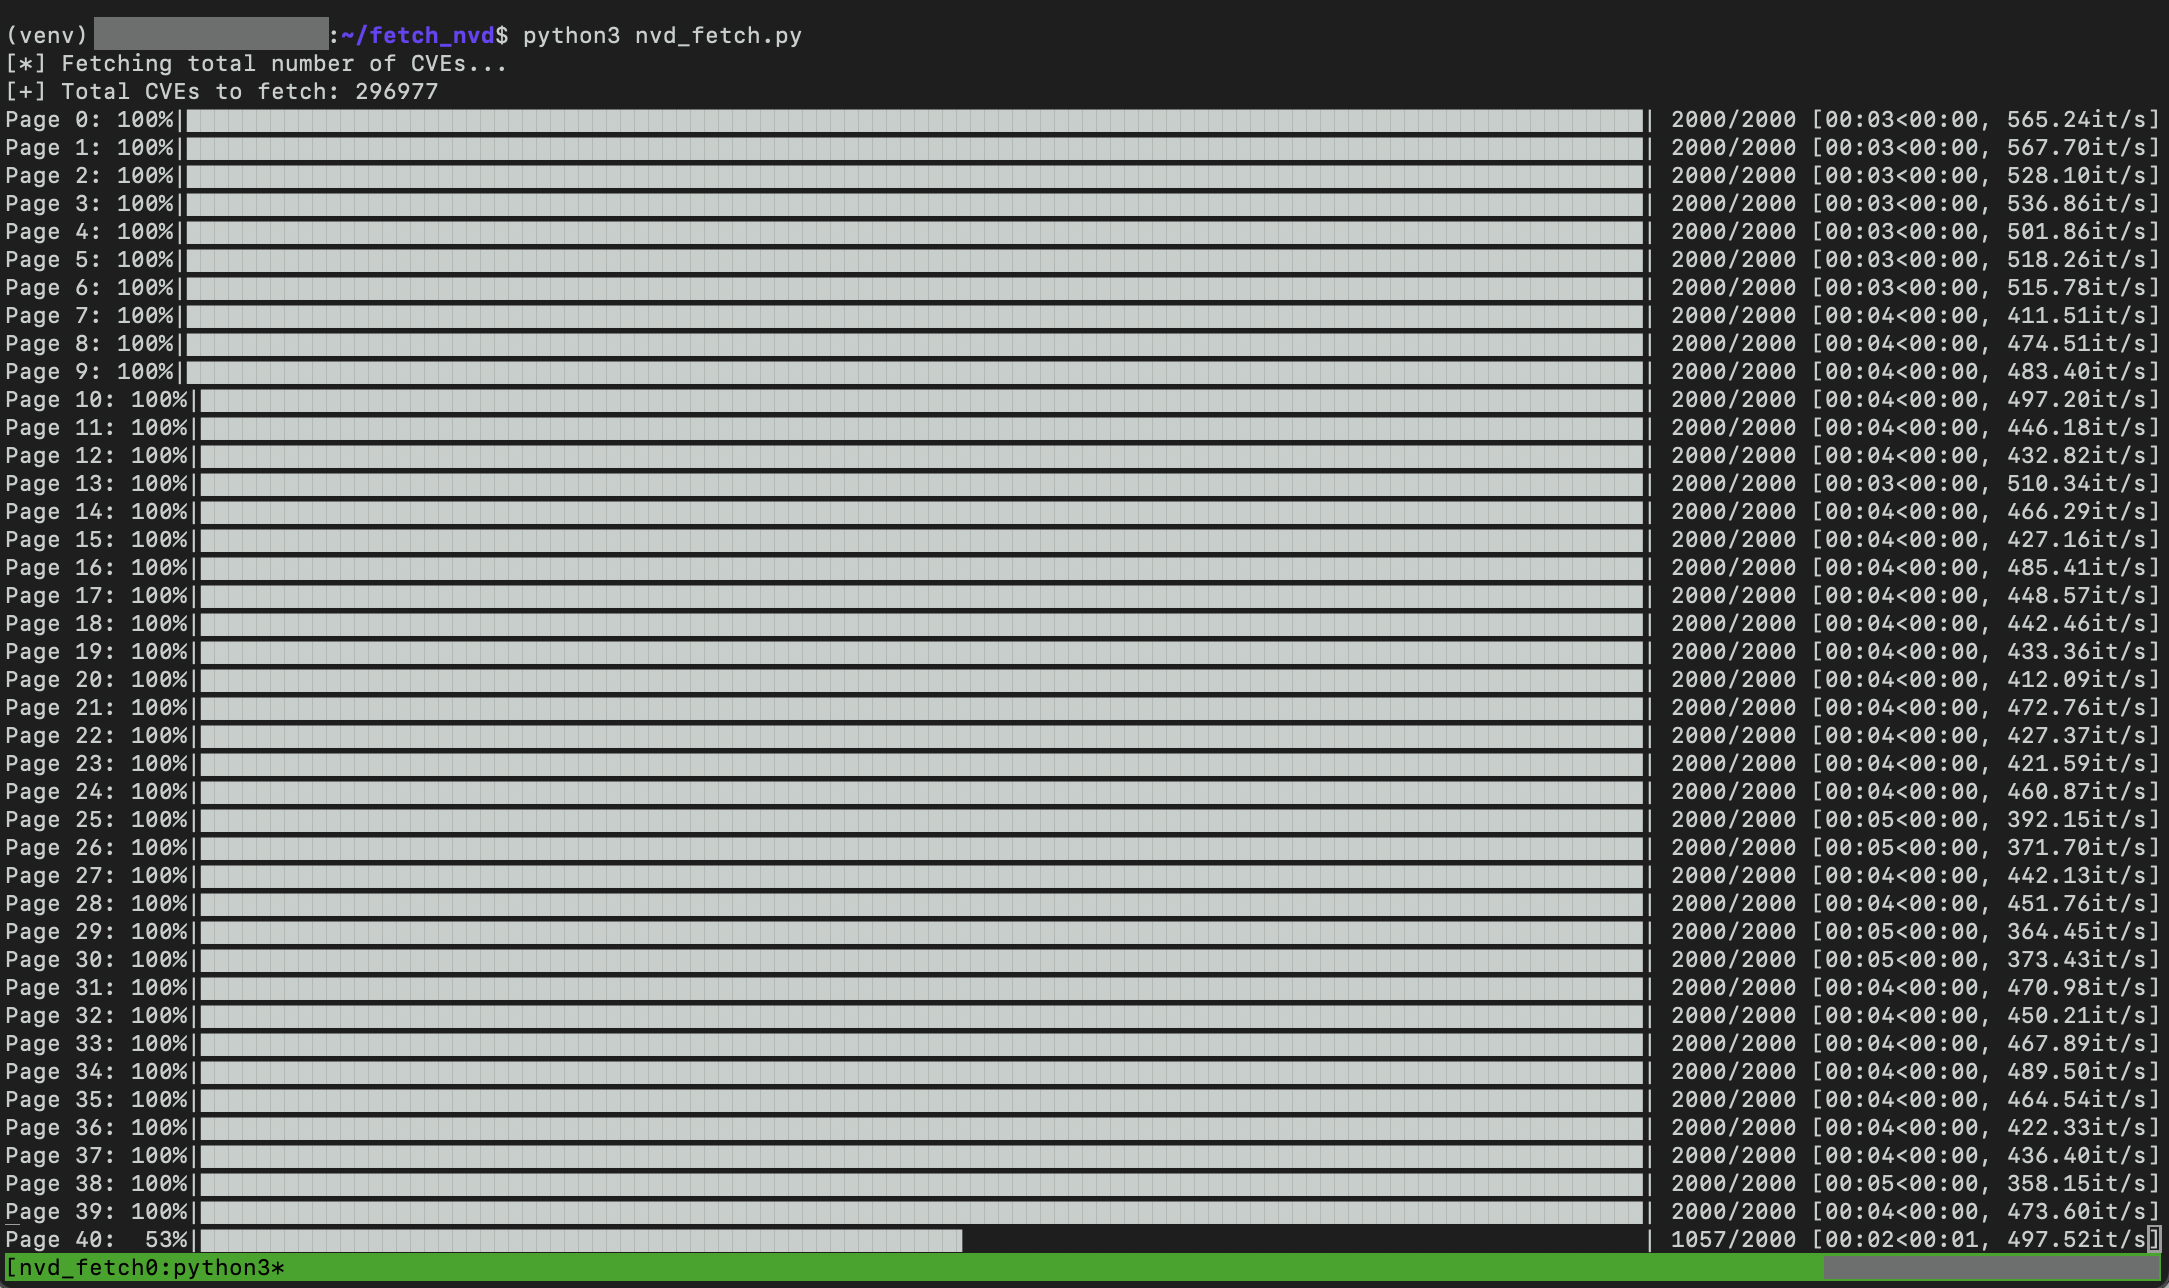 (venv) :~/fetch_nvd$ python3 nvd_fetch.py
[*] Fetching total number of CVEs...
[+] Total CVEs to fetch: 296977
Page 0: 100%| | 2000/2000 [00:03<00:00, 565.24it/s]
Page 1: 100%| | 2000/2000 [00:03<00:00, 567.70it/s]
Page 2: 100%| | 2000/2000 [00:03<00:00, 528.10it/s]
Page 3: 100%| | 2000/2000 [00:03<00:00, 536.86it/s]
Page 4: 100%| | 2000/2000 [00:03<00:00, 501.86it/s]
Page 5: 100%| | 2000/2000 [00:03<00:00, 518.26it/s]
Page 6: 100%| | 2000/2000 [00:03<00:00, 515.78it/s]
Page 7: 100%| | 2000/2000 [00:04<00:00, 411.51it/s]
Page 8: 100%| | 2000/2000 [00:04<00:00, 474.51it/s]
Page 9: 100%| | 2000/2000 [00:04<00:00, 483.40it/s]
Page 10: 100%| | 2000/2000 [00:04<00:00, 497.20it/s]
Page 11: 100%| | 2000/2000 [00:04<00:00, 446.18it/s]
Page 12: 100%| | 2000/2000 [00:04<00:00, 432.82it/s]
Page 13: 100%| | 2000/2000 [00:03<00:00, 510.34it/s]
Page 14: 100%| | 2000/2000 [00:04<00:00, 466.29it/s]
Page 15: 100%| | 2000/2000 [00:04<00:00, 427.16it/s]
Page 16: 100%| | 2000/2000 [00:04<00:00, 485.41it/s]
Page 17: 100%| | 2000/2000 [00:04<00:00, 448.57it/s]
Page 18: 100%| | 2000/2000 [00:04<00:00, 442.46it/s]
Page 19: 100%| | 2000/2000 [00:04<00:00, 433.36it/s]
Page 20: 100%| | 2000/2000 [00:04<00:00, 412.09it/s]
Page 21: 100%| | 2000/2000 [00:04<00:00, 472.76it/s]
Page 22: 100%| | 2000/2000 [00:04<00:00, 427.37it/s]
Page 23: 100%| | 2000/2000 [00:04<00:00, 421.59it/s]
Page 24: 100%| | 2000/2000 [00:04<00:00, 460.87it/s]
Page 25: 100%| | 2000/2000 [00:05<00:00, 392.15it/s]
Page 26: 100%| | 2000/2000 [00:05<00:00, 371.70it/s]
Page 27: 100%| | 2000/2000 [00:04<00:00, 442.13it/s]
Page 28: 100%| | 2000/2000 [00:04<00:00, 451.76it/s]
Page 29: 100%| | 2000/2000 [00:05<00:00, 364.45it/s]
Page 30: 100%| | 2000/2000 [00:05<00:00, 373.43it/s]
Page 31: 100%| | 2000/2000 [00:04<00:00, 470.98it/s]
Page 32: 100%| | 2000/2000 [00:04<00:00, 450.21it/s]
Page 33: 100%| | 2000/2000 [00:04<00:00, 467.89it/s]
Page 34: 100%| | 2000/2000 [00:04<00:00, 489.50it/s]
Page 35: 100%| | 2000/2000 [00:04<00:00, 464.54it/s]
Page 36: 100%| | 2000/2000 [00:04<00:00, 422.33it/s]
Page 37: 100%| | 2000/2000 [00:04<00:00, 436.40it/s]
Page 38: 100%| | 2000/2000 [00:05<00:00, 358.15it/s]
Page 39: 100%| | 2000/2000 [00:04<00:00, 473.60it/s]
Page 40:  53%| | 1057/2000 [00:02<00:01, 497.52it/s]
[nvd_fetch0:python3*